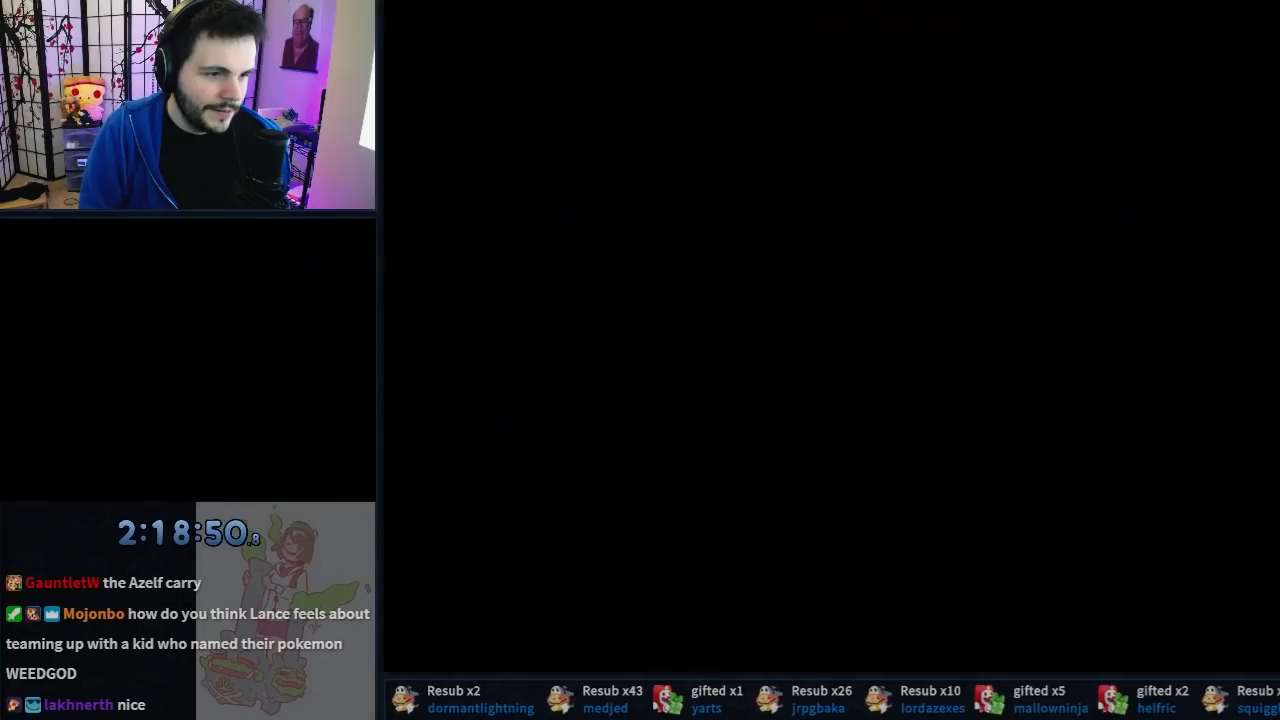 2:18:50.8
GauntletW the Azelf carry
Mojonbo how do you think Lance feels about
teaming up with a kid who named their pokemon
WEEDGOD
lakhnerth nice
Resub x2
dormantlightning
Resub x43
medjed
gifted x1
yarts
Resub x26
jrpgbaka
Resub x10
lordazexes
gifted x5
mallowninja
gifted x2
helfric
Resub